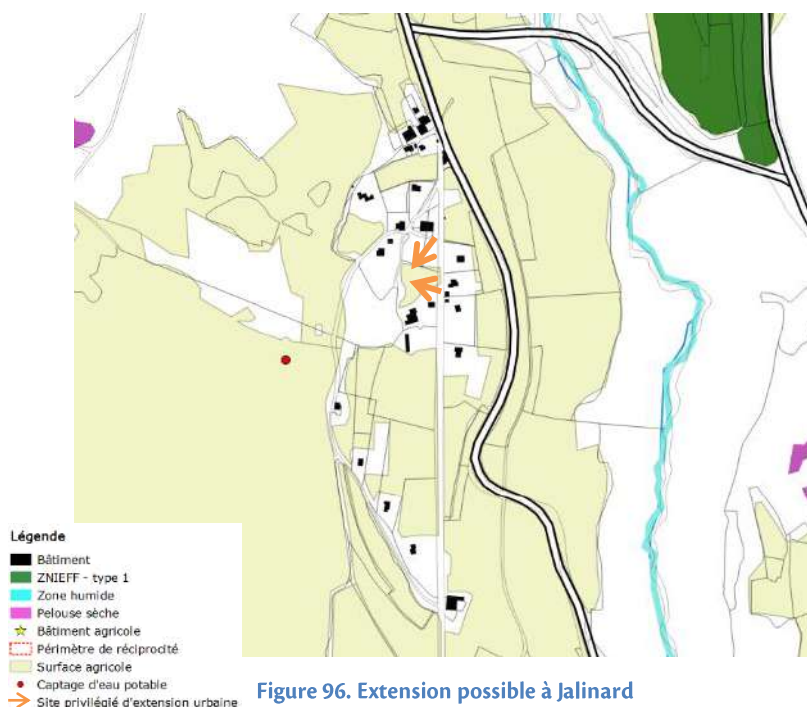 Légende
Bâtiment
ZNIEFF - type 1
Zone humide
Pelouse sèche
Bâtiment agricole
Périmètre de réciprocité
Surface agricole
Captage d'eau potable
Site privilégié d'extension urbaine
Figure 96. Extension possible à Jalinard